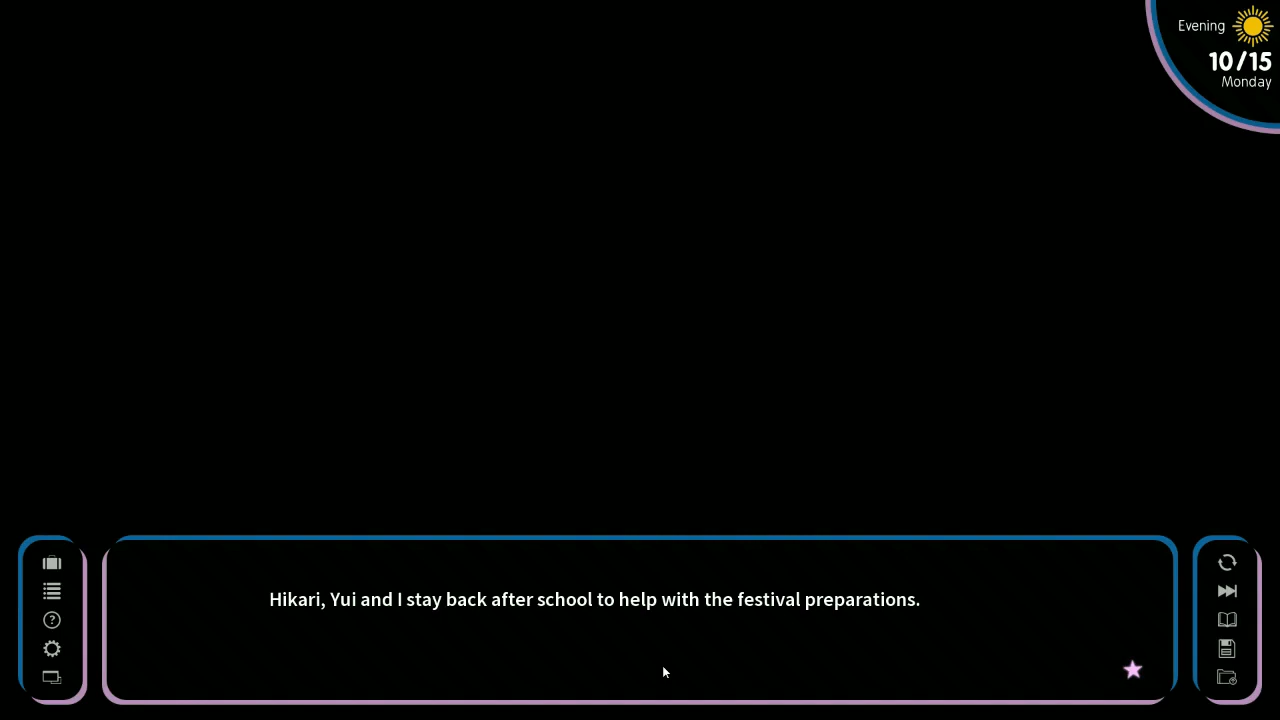 Evening
10/15
Monday
Hikari, Yui and I stay back after school to help with the festival preparations.